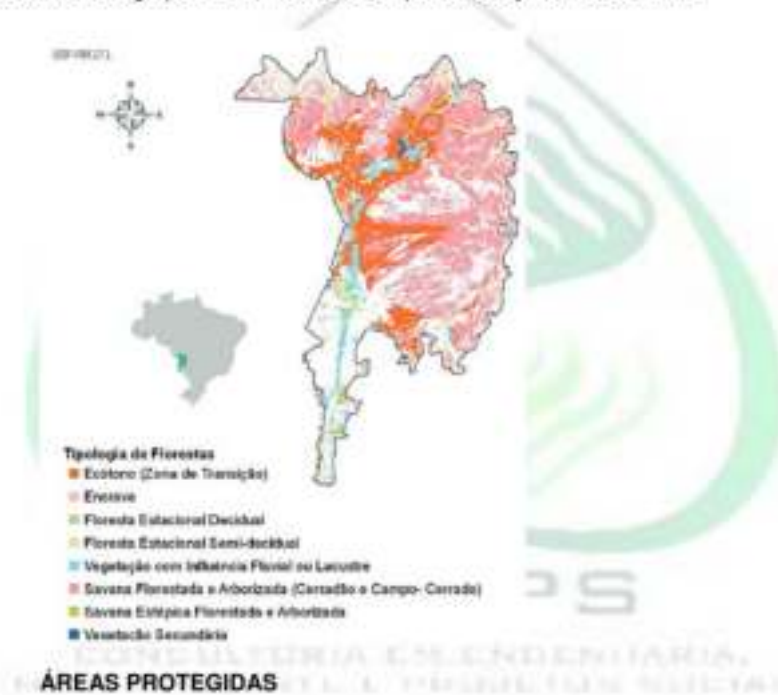 Tipologia de Florestas
Ecótono (Zona de Transição)
Encrave
Floresta Estacional Decidual
Floresta Estacional Semi-decidual
Vegetação com Influência Fluvial ou Lacustre
Savana Florestada e Arborizada (Cerradão e Campo- Cerrado)
Savana Estépica Florestada e Arborizada
Vegetação Secundária
PS
CONSULTORIA EM ENGENHARIA,
ÁREAS PROTEGIDAS